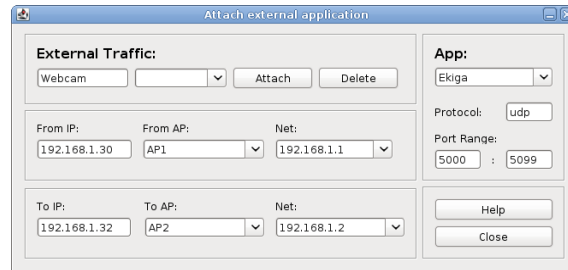 Attach external application
External Traffic:
Webcam Attach Delete
From IP: From AP: Net:
192.168.1.30 AP1 192.168.1.1
To IP: To AP: Net:
192.168.1.32 AP2 192.168.1.2
App:
Ekiga
Protocol: udp
Port Range:
5000 : 5099
Help
Close